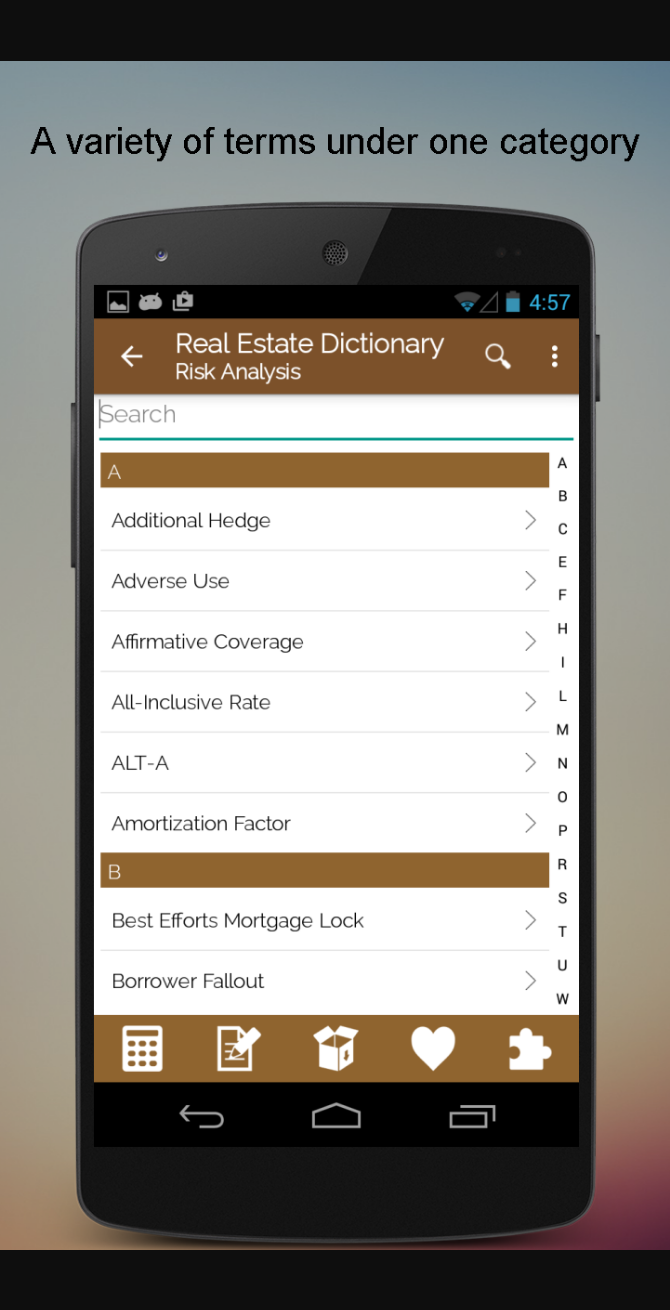 A variety of terms under one category
4:57
Real Estate Dictionary
Risk Analysis
Search
A
Additional Hedge
Adverse Use
Affirmative Coverage
All-Inclusive Rate
ALT-A
Amortization Factor
B
Best Efforts Mortgage Lock
Borrower Fallout
A
B
C
E
F
H
I
L
M
N
O
P
R
S
T
U
W